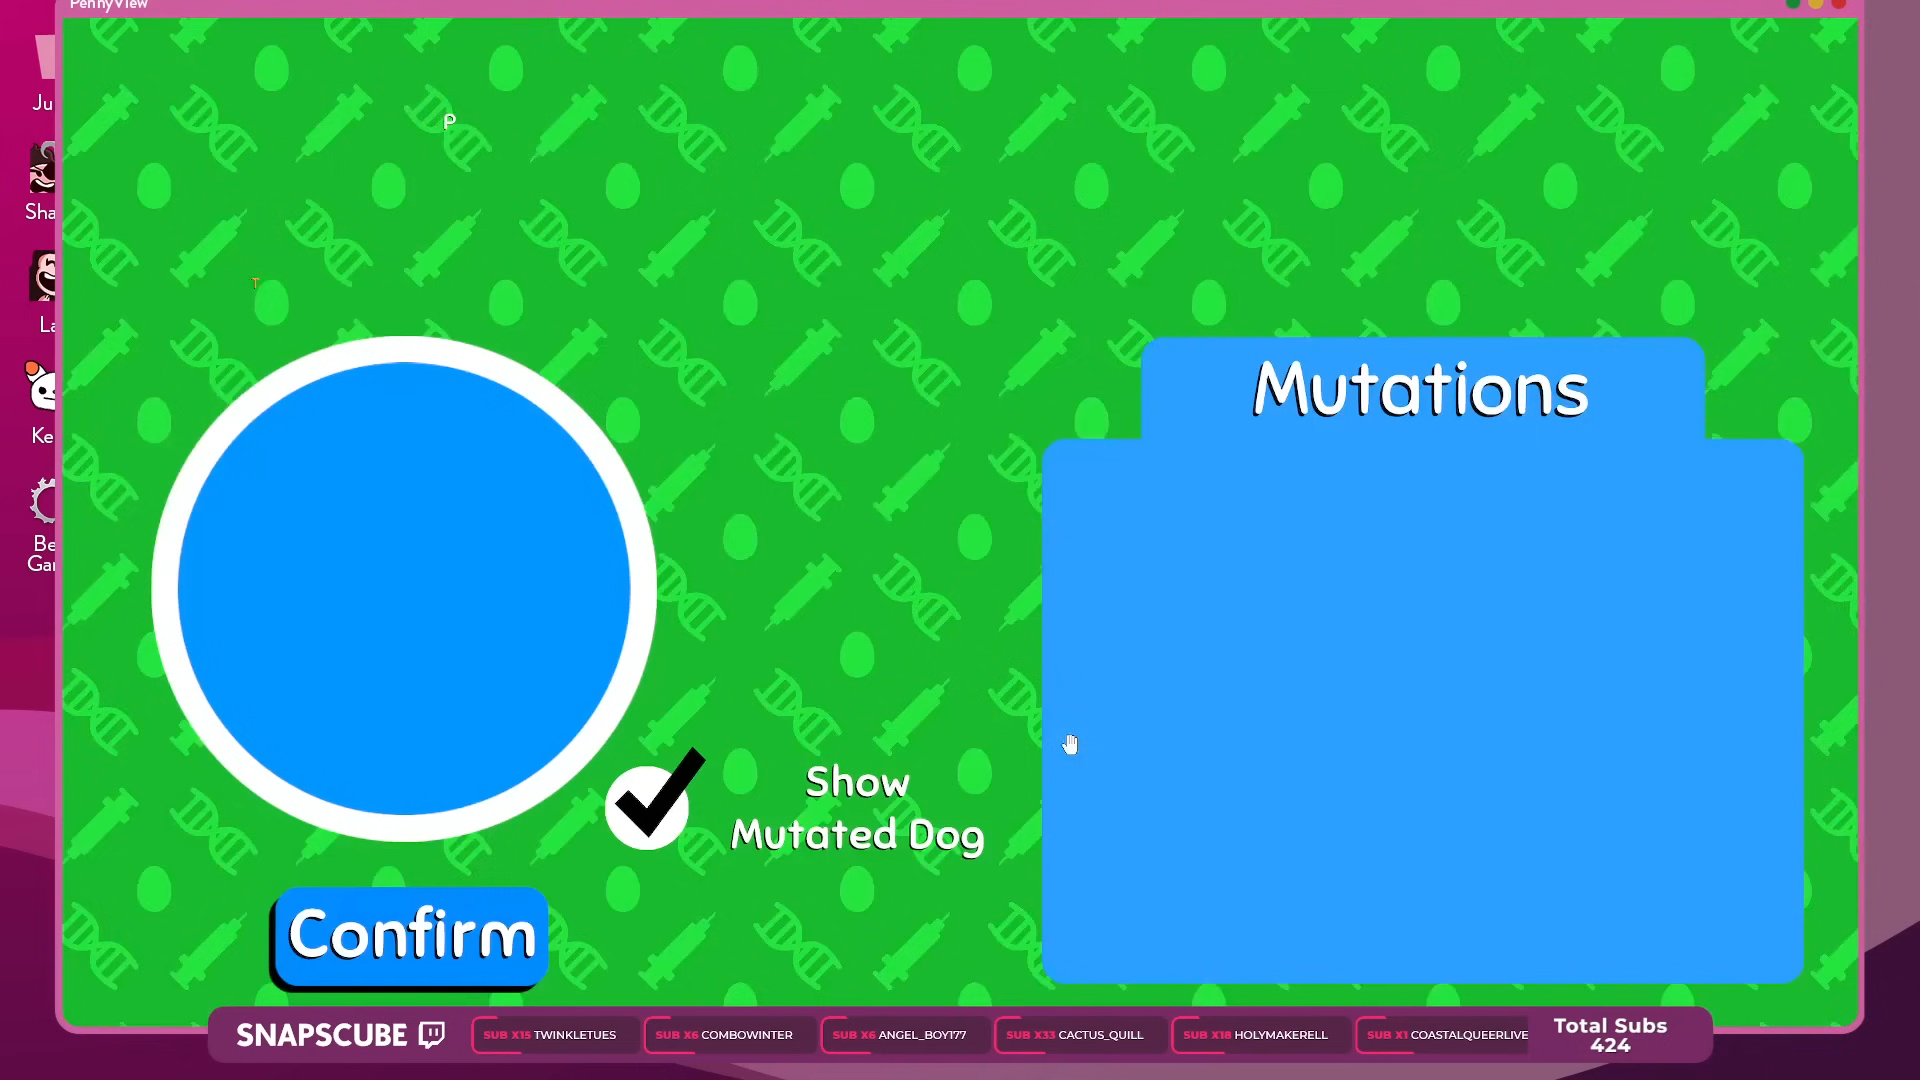 PennyView
Ju
P
Sha
T
La
Mutations
Ke
Be
Gar
Show
Mutated Dog
Confirm
SNAPSCUBE
SUB X15 TWINKLETUES
SUB X6 COMBOWINTER
SUB X6 ANGEL_BOY177
SUB X33 CACTUS_QUILL
SUB X18 HOLYMAKERELL
SUB X1 COASTALQUEERLIVE
Total Subs
424